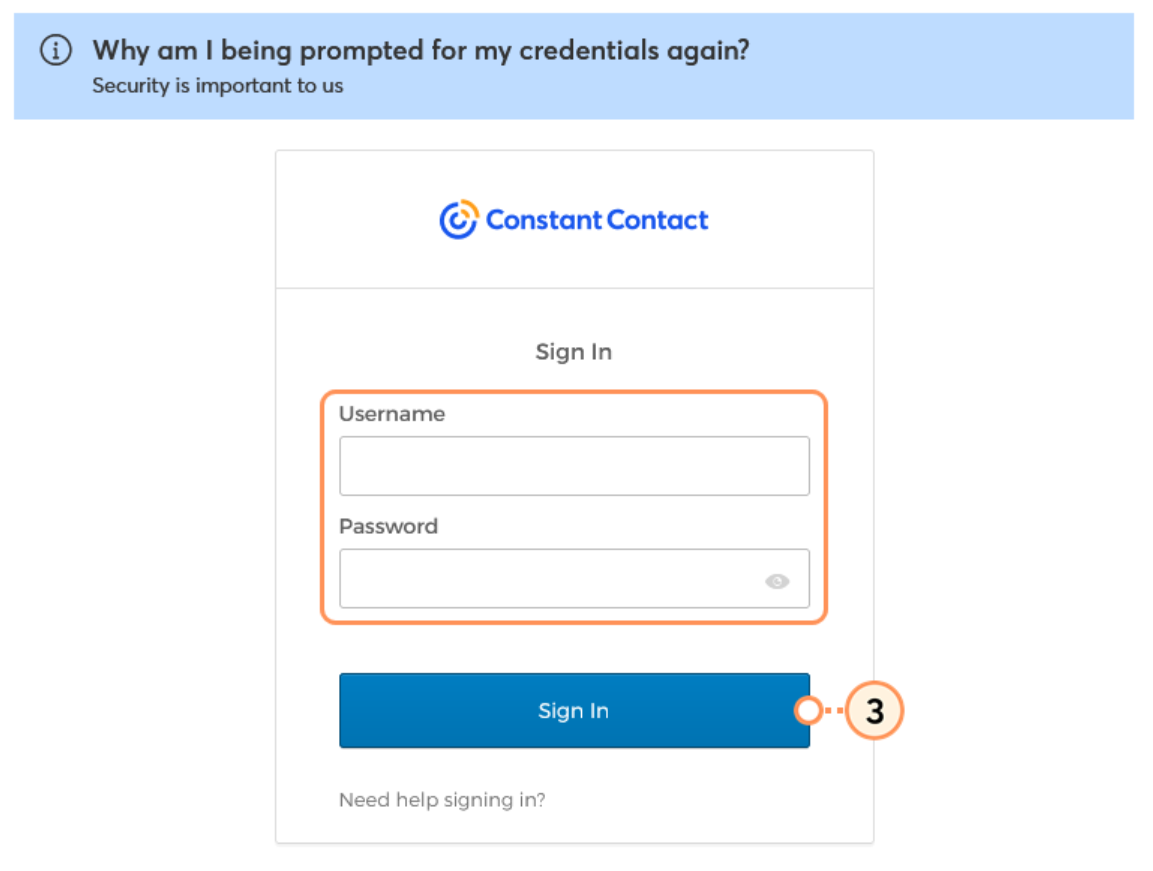 Why am I being prompted for my credentials again?
Security is important to us
Constant Contact
Sign In
Username
Password
Sign In
3
Need help signing in?